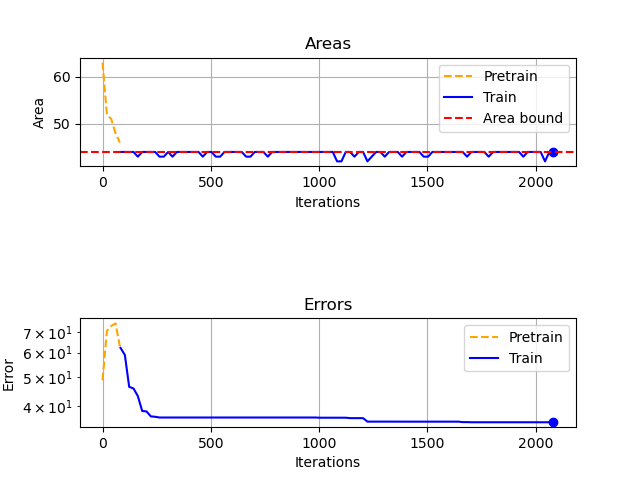 Areas
Area
60
50
Pretrain
Train
Area bound
0 500 1000 1500 2000
Iterations
Errors
Error
7 × 10¹
6 × 10¹
5 × 10¹
4 × 10¹
Pretrain
Train
0 500 1000 1500 2000
Iterations